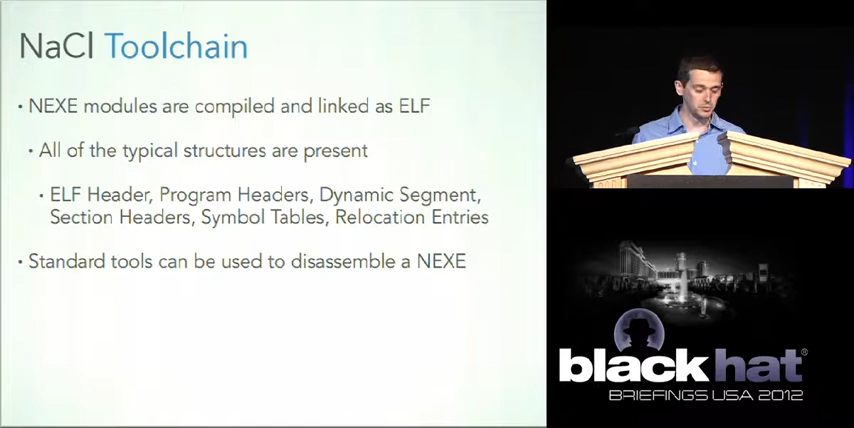 NaCl Toolchain
• NEXE modules are compiled and linked as ELF
• All of the typical structures are present
• ELF Header, Program Headers, Dynamic Segment,
Section Headers, Symbol Tables, Relocation Entries
• Standard tools can be used to disassemble a NEXE
black hat®
BRIEFINGS USA 2012